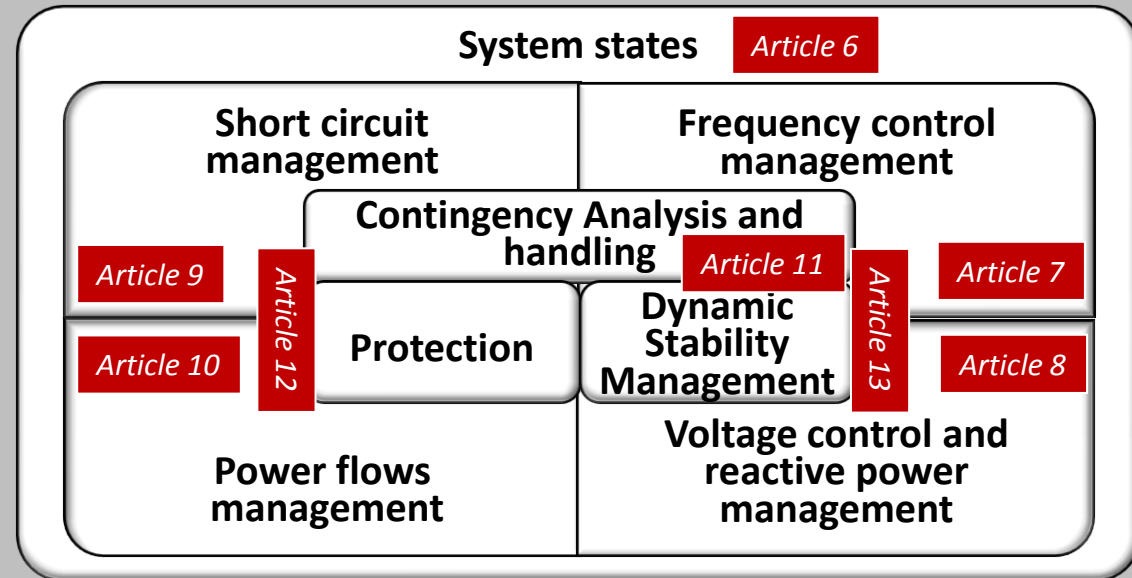 System states
Article 6
Short circuit
management
Frequency control
management
Contingency Analysis and
handling
Article 11
Article 9
Article 12
Article 13
Article 7
Article 10
Protection
Dynamic
Stability
Management
Article 8
Power flows
management
Voltage control and
reactive power
management